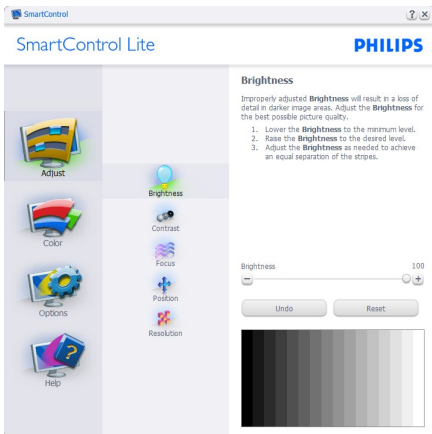 SmartControl
SmartControl Lite
PHILIPS
Adjust
Color
Options
Help
Brightness
Contrast
Focus
Position
Resolution
Brightness
Improperly adjusted Brightness will result in a loss of
detail in darker image areas. Adjust the Brightness for
the best possible picture quality.
1. Lower the Brightness to the minimum level.
2. Raise the Brightness to the desired level.
3. Adjust the Brightness as needed to achieve
an equal separation of the stripes.
Brightness 100
Undo Reset